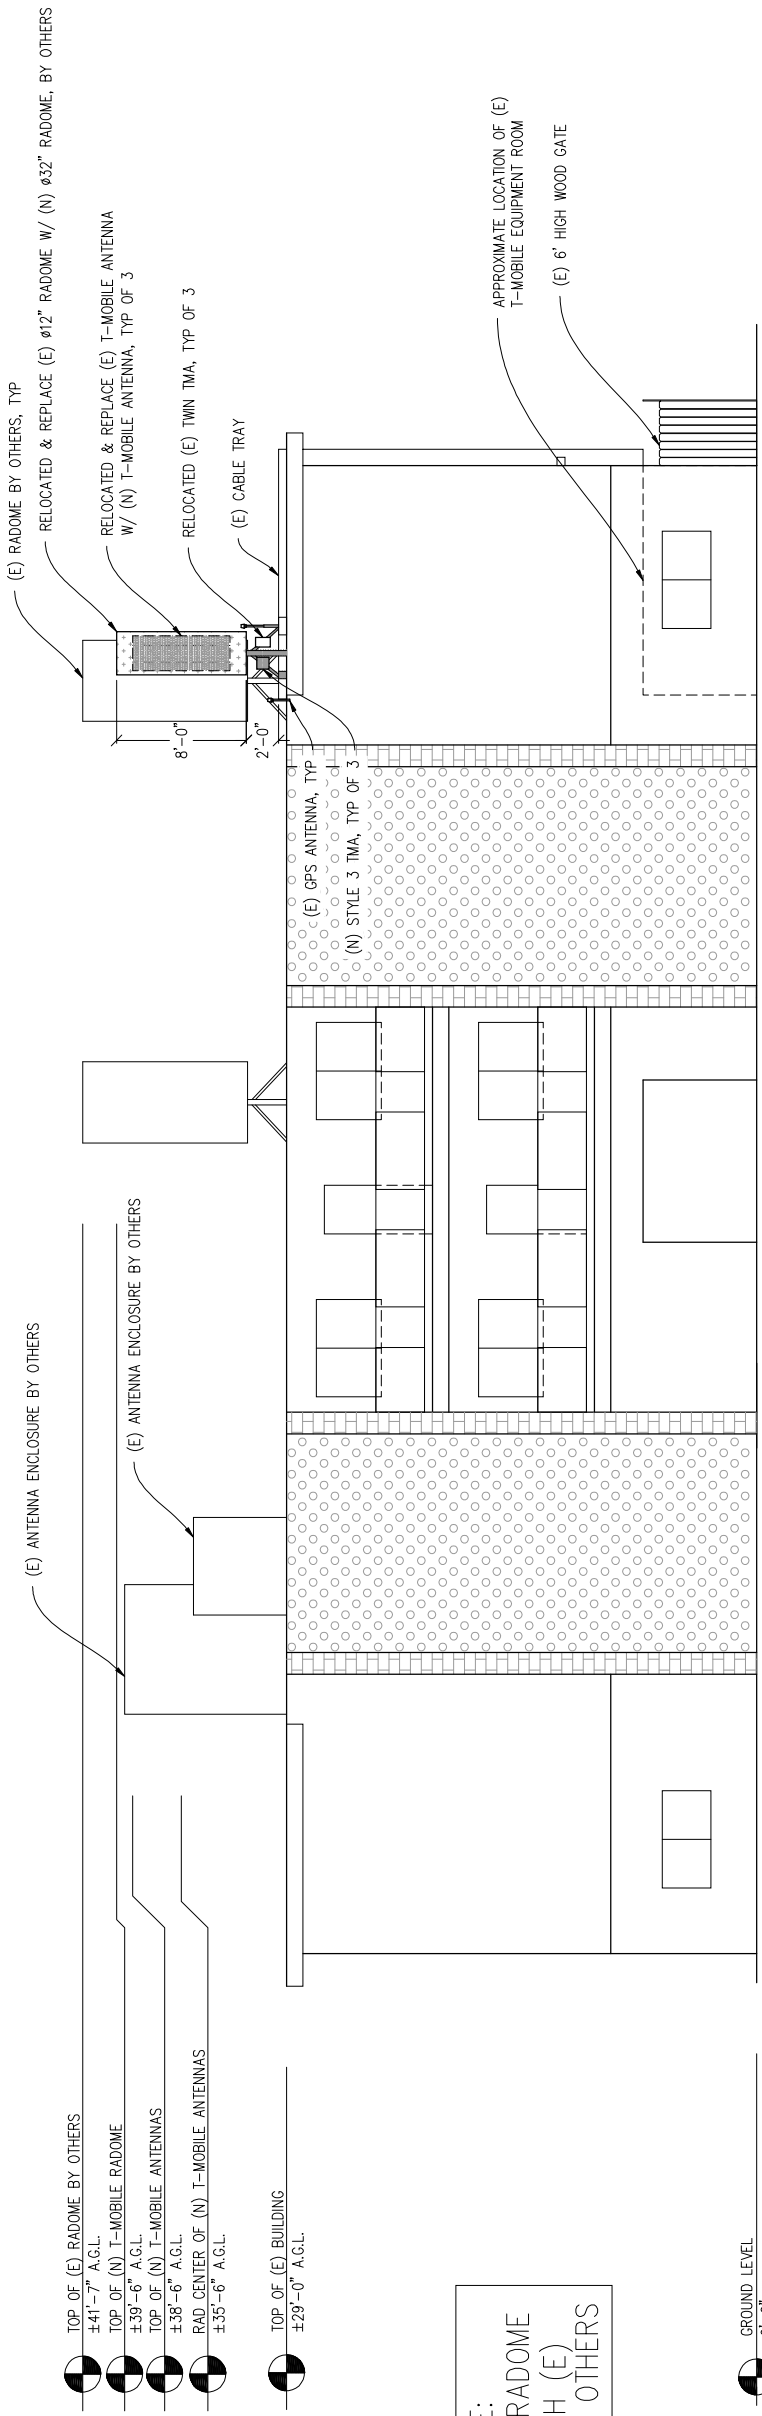 (E) RADOME BY OTHERS, TYP
RELOCATED & REPLACE (E) ø12" RADOME W/ (N) ø32" RADOME, BY OTHERS
RELOCATED & REPLACE (E) T-MOBILE ANTENNA
W/ (N) T-MOBILE ANTENNA, TYP OF 3
RELOCATED (E) TWIN TMA, TYP OF 3
(E) CABLE TRAY
APPROXIMATE LOCATION OF (E)
T-MOBILE EQUIPMENT ROOM
(E) 6' HIGH WOOD GATE
8'-0"
2'-0"
(E) GPS ANTENNA, TYP
(N) STYLE 3 TMA, TYP OF 3
(E) ANTENNA ENCLOSURE BY OTHERS
(E) ANTENNA ENCLOSURE BY OTHERS
TOP OF (E) RADOME BY OTHERS
±41'-7" A.G.L.
TOP OF (N) T-MOBILE RADOME
±39'-6" A.G.L.
TOP OF (N) T-MOBILE ANTENNAS
±38'-6" A.G.L.
RAD CENTER OF (N) T-MOBILE ANTENNAS
±35'-6" A.G.L.
TOP OF (E) BUILDING
±29'-0" A.G.L.
GROUND LEVEL
E:
RADOME
H (E)
OTHERS